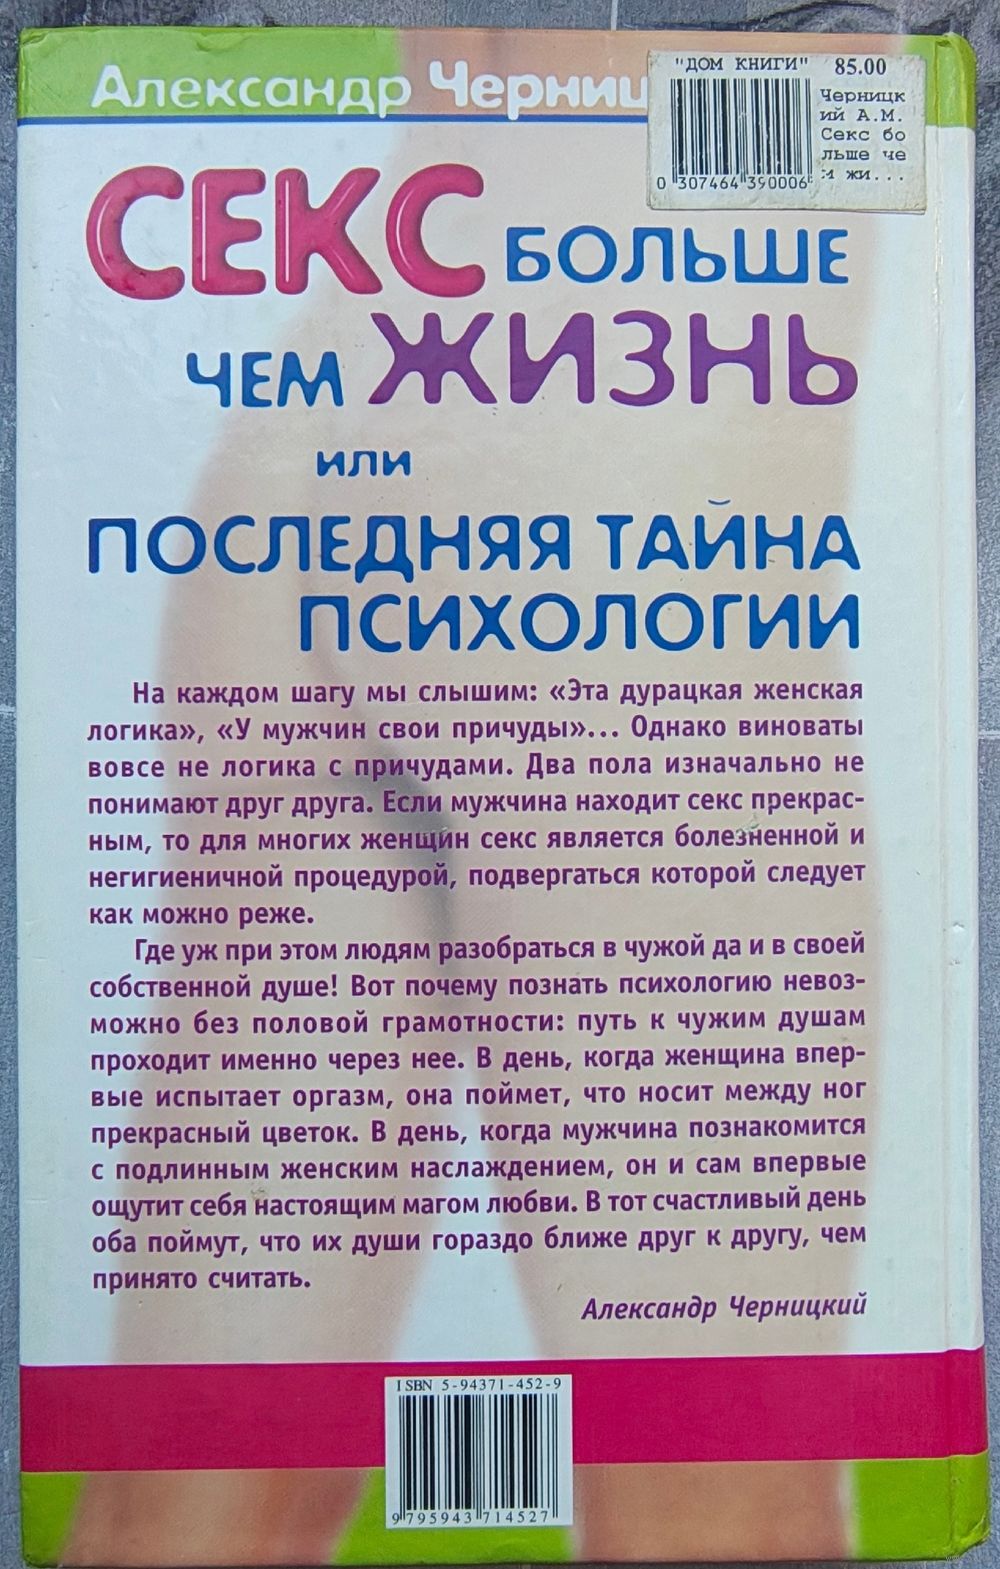 Александр Черниц
"ДОМ КНИГИ" 85.00
Черницк
ий А.М.
Секс бо
льше че
м жи...
0 307464 390006
СЕКС БОЛЬШЕ
ЧЕМ ЖИЗНЬ
ИЛИ
ПОСЛЕДНЯЯ ТАЙНА
ПСИХОЛОГИИ
На каждом шагу мы слышим: «Эта дурацкая женская
логика», «У мужчин свои причуды»... Однако виноваты
вовсе не логика с причудами. Два пола изначально не
понимают друг друга. Если мужчина находит секс прекрас-
ным, то для многих женщин секс является болезненной и
негигиеничной процедурой, подвергаться которой следует
как можно реже.
Где уж при этом людям разобраться в чужой да и в своей
собственной душе! Вот почему познать психологию невоз-
можно без половой грамотности: путь к чужим душам
проходит именно через нее. В день, когда женщина впер-
вые испытает оргазм, она поймет, что носит между ног
прекрасный цветок. В день, когда мужчина познакомится
с подлинным женским наслаждением, он и сам впервые
ощутит себя настоящим магом любви. В тот счастливый день
оба поймут, что их души гораздо ближе друг к другу, чем
принято считать.
Александр Черницкий
ISBN 5-94371-452-9
9 795943 714527